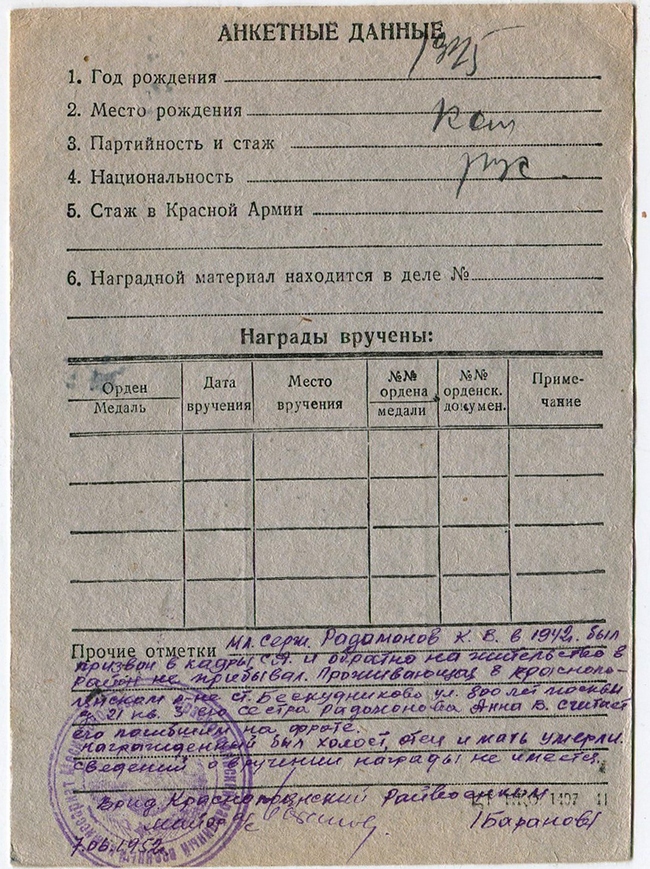 АНКЕТНЫЕ ДАННЫЕ
1. Год рождения 1925
2. Место рождения
3. Партийность и стаж
4. Национальность рус.
5. Стаж в Красной Армии
6. Наградной материал находится в деле №
Награды вручены:
Орден
Медаль
Дата вручения
Место вручения
№№ ордена
медали
№№ орденск. докумен.
Приме-
чание
Прочие отметки Мл. серж. Радомонов К. В. в 1942г. был
призван в кадры С.А. и обратно на жительство в
район не прибывал. Проживающая в Краснопо-
лянском р-не ст. Бескудниково ул. 800 лет Москвы
д. 21 кв. 3 его сестра Радомонова Анна В. считает
его погибшим на фронте.
Награжденный был холост, отец и мать умерли.
Сведений о вручении награды не имеется.
Врид Краснополянский Райвоенком
Майор /Баранов/
7.06.1952